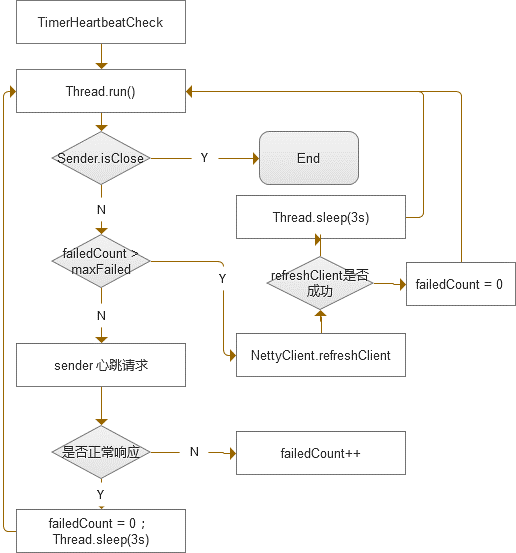 TimerHeartbeatCheck
Thread.run()
Sender.isClose
Y
End
N
Thread.sleep(3s)
failedCount >
maxFailed
Y
refreshClient是否
成功
failedCount = 0
N
NettyClient.refreshClient
sender 心跳请求
是否正常响应
N
failedCount++
Y
failedCount = 0；
Thread.sleep(3s)